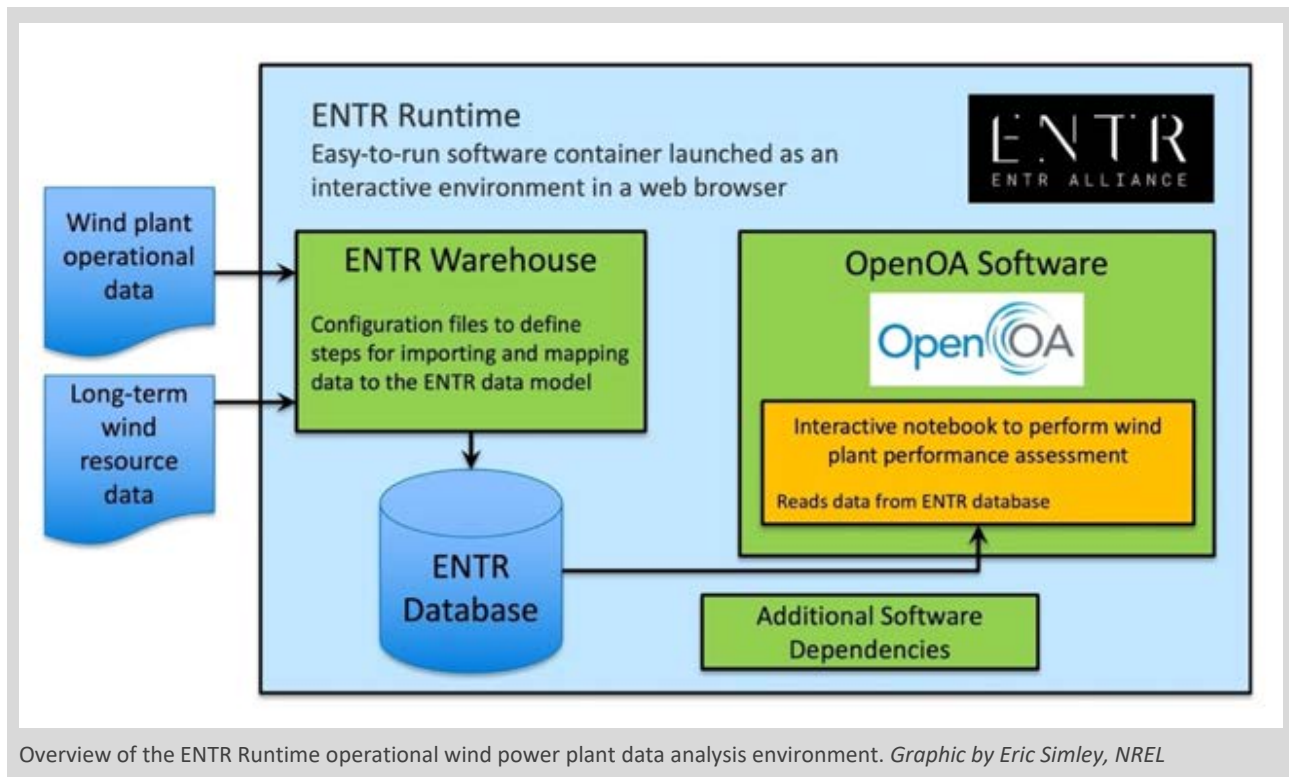 ENTR Runtime
Easy-to-run software container launched as an
interactive environment in a web browser
ENTR
ENTR ALLIANCE
Wind plant
operational
data
Long-term
wind
resource
data
ENTR Warehouse
Configuration files to define
steps for importing and mapping
data to the ENTR data model
ENTR
Database
OpenOA Software
OpenOA
Interactive notebook to perform wind
plant performance assessment
Reads data from ENTR database
Additional Software
Dependencies
Overview of the ENTR Runtime operational wind power plant data analysis environment. Graphic by Eric Simley, NREL